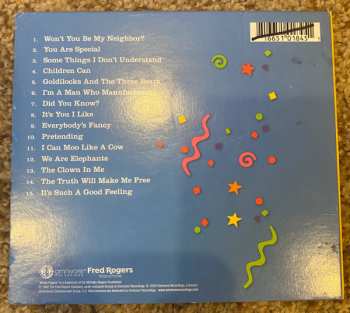 1. Won't You Be My Neighbor?
2. You Are Special
3. Some Things I Don't Understand
4. Children Can
5. Goldilocks And The Three Bears
6. I'm A Man Who Manufactures
7. Did You Know?
8. It's You I Like
9. Everybody's Fancy
10. Pretending
11. I Can Moo Like A Cow
12. We Are Elephants
13. The Clown In Me
14. The Truth Will Make Me Free
15. It's Such A Good Feeling
omnivore
Fred Rogers
PRODUCTIONS